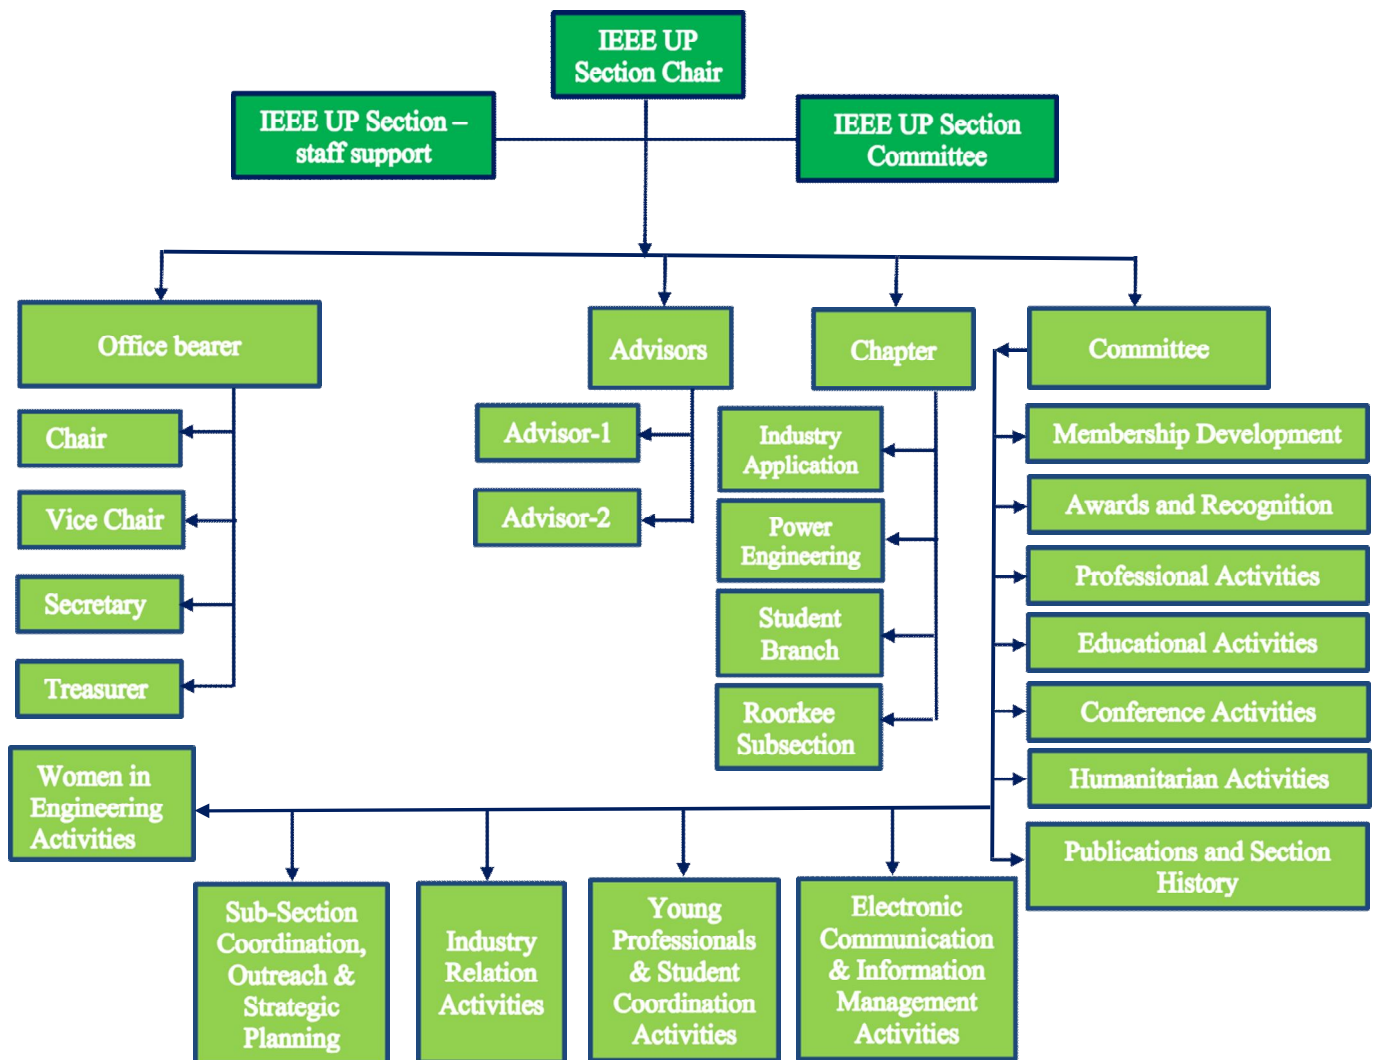 IEEE UP
Section Chair
IEEE UP Section –
staff support
IEEE UP Section
Committee
Office bearer
Advisors
Chapter
Committee
Chair
Vice Chair
Secretary
Treasurer
Advisor-1
Advisor-2
Industry
Application
Power
Engineering
Student
Branch
Roorkee
Subsection
Membership Development
Awards and Recognition
Professional Activities
Educational Activities
Conference Activities
Humanitarian Activities
Publications and Section
History
Women in
Engineering
Activities
Sub-Section
Coordination,
Outreach &
Strategic
Planning
Industry
Relation
Activities
Young
Professionals
& Student
Coordination
Activities
Electronic
Communication
& Information
Management
Activities